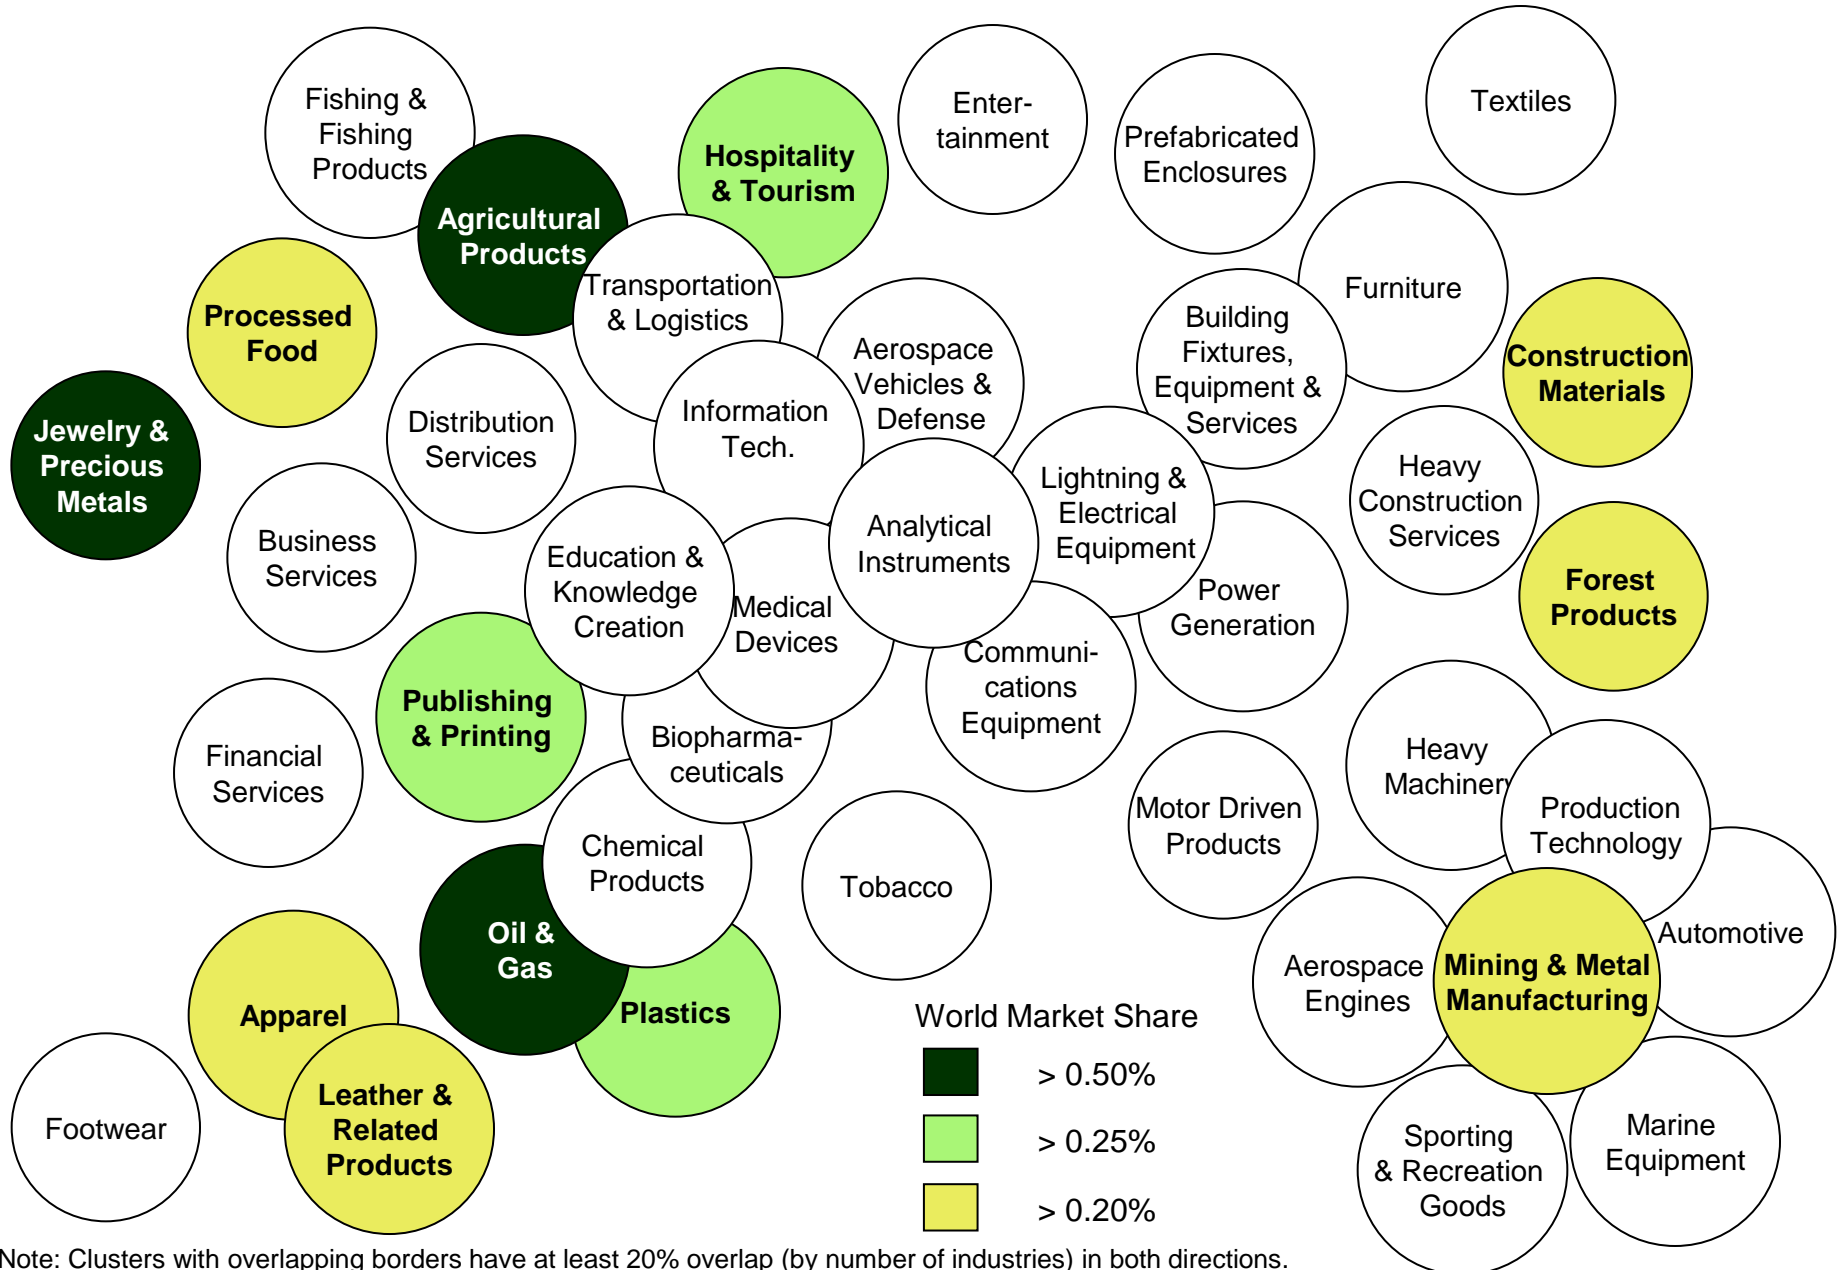 Fishing &
Fishing
Products
Agricultural
Products
Hospitality
& Tourism
Enter-
tainment
Prefabricated
Enclosures
Textiles
Transportation
& Logistics
Furniture
Processed
Food
Aerospace
Vehicles &
Defense
Building
Fixtures,
Equipment &
Services
Construction
Materials
Jewelry &
Precious
Metals
Distribution
Services
Information
Tech.
Lightning &
Electrical
Equipment
Heavy
Construction
Services
Business
Services
Education &
Knowledge
Creation
Medical
Devices
Analytical
Instruments
Power
Generation
Forest
Products
Communi-
cations
Equipment
Publishing
& Printing
Financial
Services
Biopharma-
ceuticals
Heavy
Machinery
Motor Driven
Products
Production
Technology
Chemical
Products
Tobacco
Oil &
Gas
Automotive
Aerospace
Engines
Mining & Metal
Manufacturing
Apparel
Plastics
Footwear
Leather &
Related
Products
Sporting
& Recreation
Goods
Marine
Equipment
World Market Share
> 0.50%
> 0.25%
> 0.20%
Note: Clusters with overlapping borders have at least 20% overlap (by number of industries) in both directions.